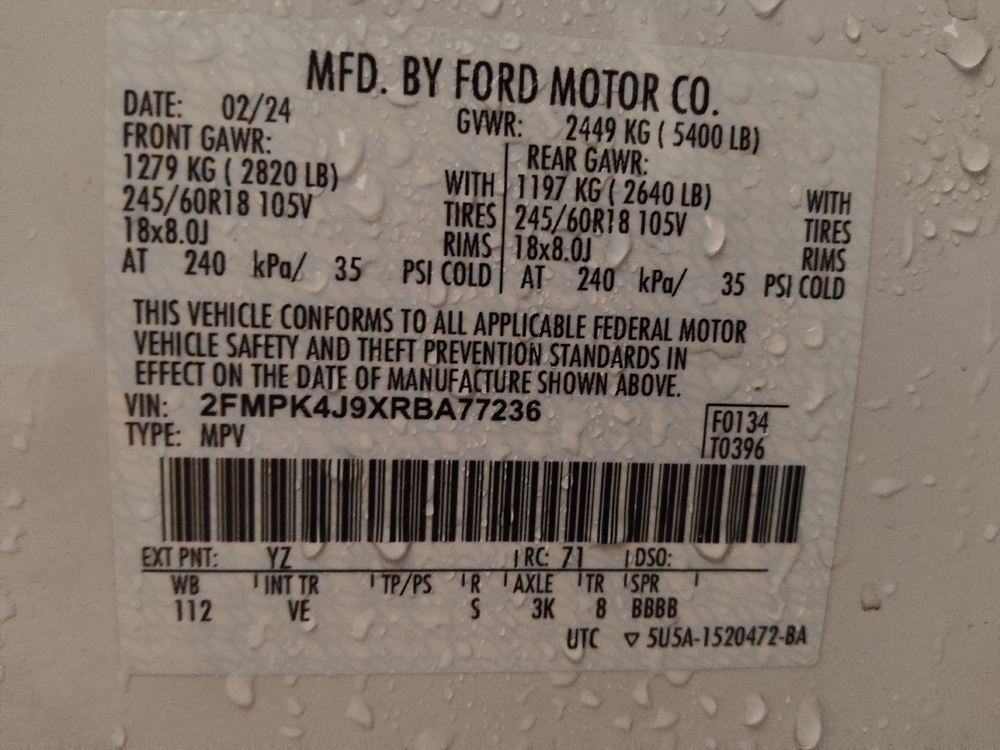 MFD. BY FORD MOTOR CO.
DATE: 02/24 GVWR: 2449 KG ( 5400 LB)
FRONT GAWR: REAR GAWR:
1279 KG ( 2820 LB) WITH 1197 KG ( 2640 LB) WITH
245/60R18 105V TIRES 245/60R18 105V TIRES
18x8.0J RIMS 18x8.0J RIMS
AT 240 kPa/ 35 PSI COLD AT 240 kPa/ 35 PSI COLD
THIS VEHICLE CONFORMS TO ALL APPLICABLE FEDERAL MOTOR
VEHICLE SAFETY AND THEFT PREVENTION STANDARDS IN
EFFECT ON THE DATE OF MANUFACTURE SHOWN ABOVE.
VIN: 2FMPK4J9XRBA77236
TYPE: MPV
F0134
T0396
EXT PNT: YZ RC: 71 DSO:
WB INT TR TP/PS R AXLE TR SPR
112 VE S 3K 8 BBBB
UTC ▽ 5U5A-1520472-BA